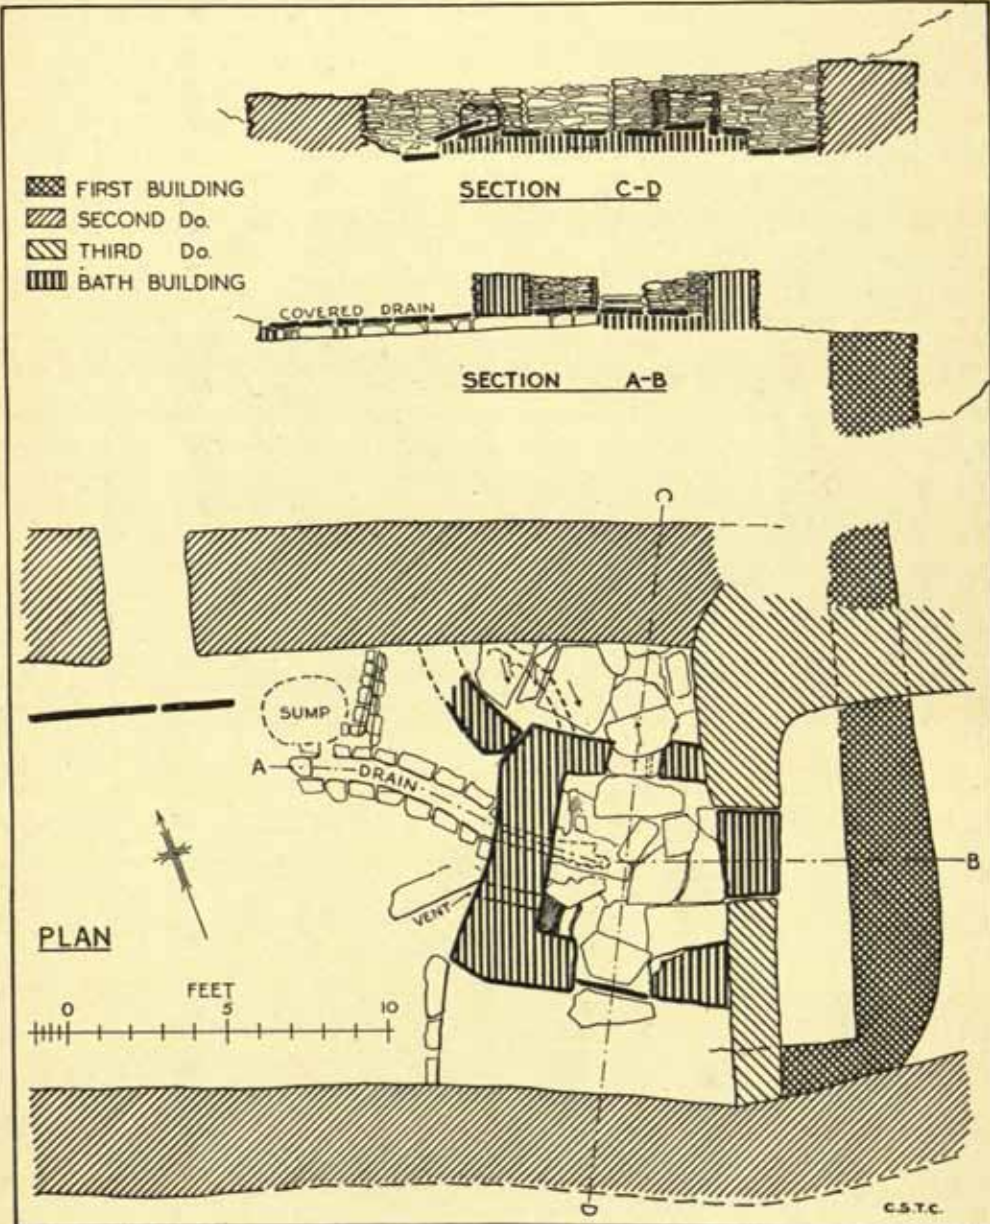 SECTION C-D
FIRST BUILDING
SECOND Do.
THIRD Do.
BATH BUILDING
COVERED DRAIN
SECTION A-B
C
SUMP
A
DRAIN
B
VENT
PLAN
FEET
0 5 10
D
C.S.T.C.